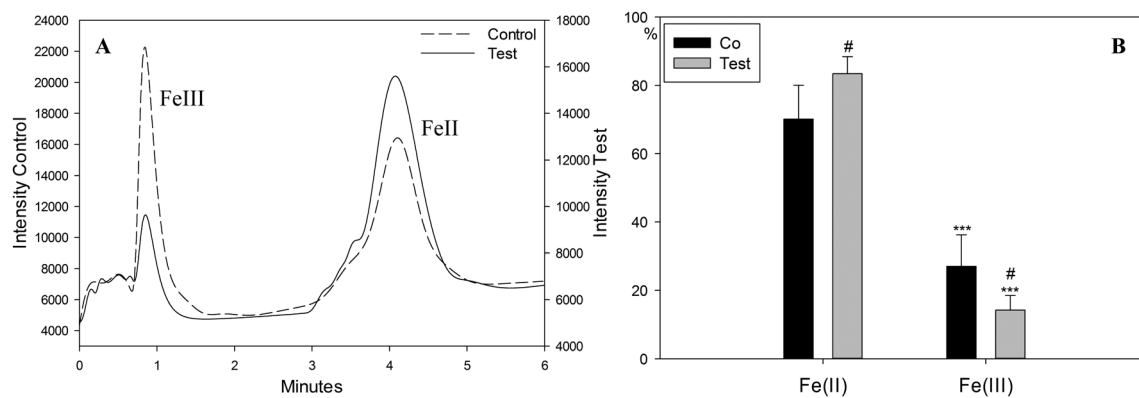 A
Control
Test
FeIII
FeII
24000
22000
20000
18000
16000
14000
12000
10000
8000
6000
4000
Intensity Control
18000
16000
14000
12000
10000
8000
6000
4000
Intensity Test
0 1 2 3 4 5 6
Minutes
B
Co
Test
100
%
80
60
40
20
0
#
***
#
***
Fe(II) Fe(III)